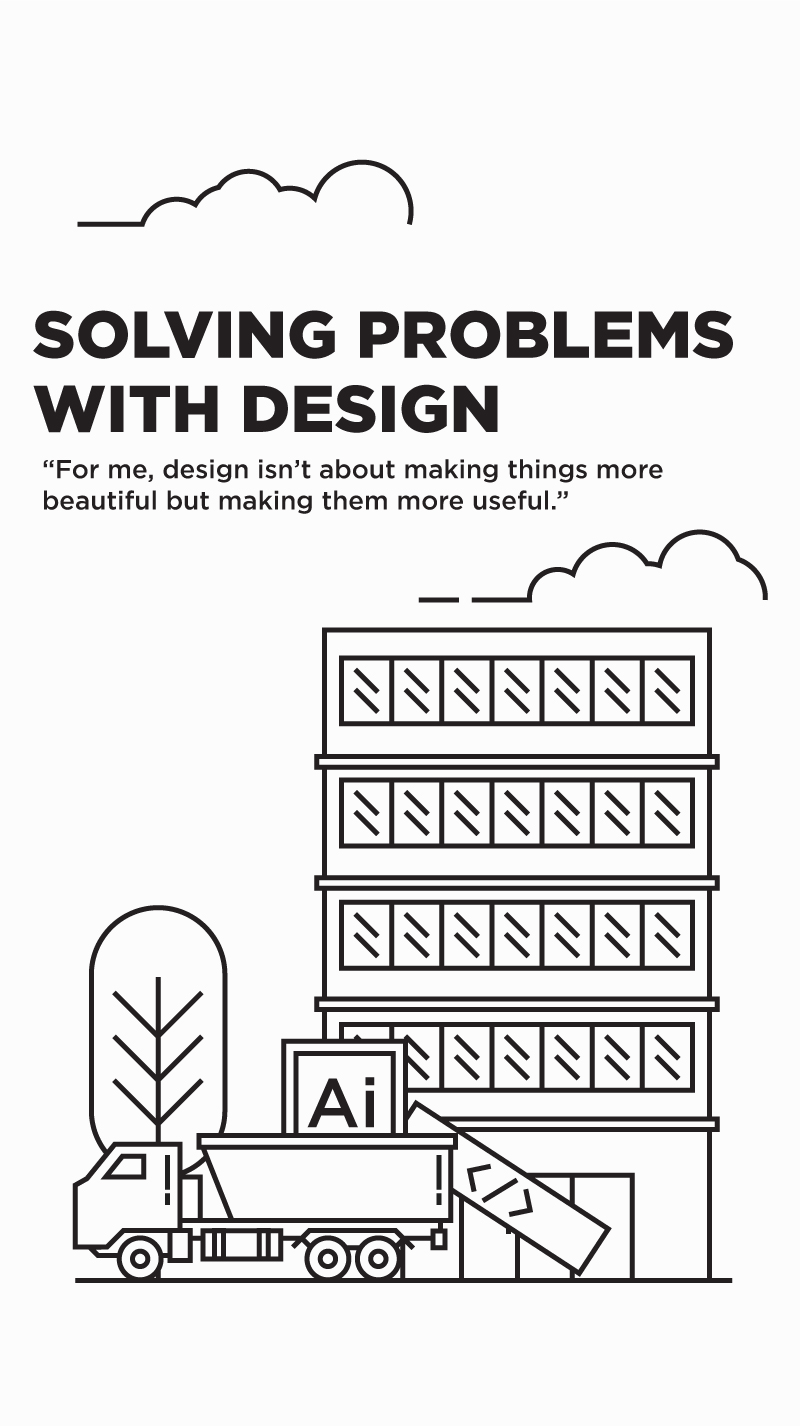 SOLVING PROBLEMS
WITH DESIGN
“For me, design isn’t about making things more
beautiful but making them more useful.”
Ai
</>